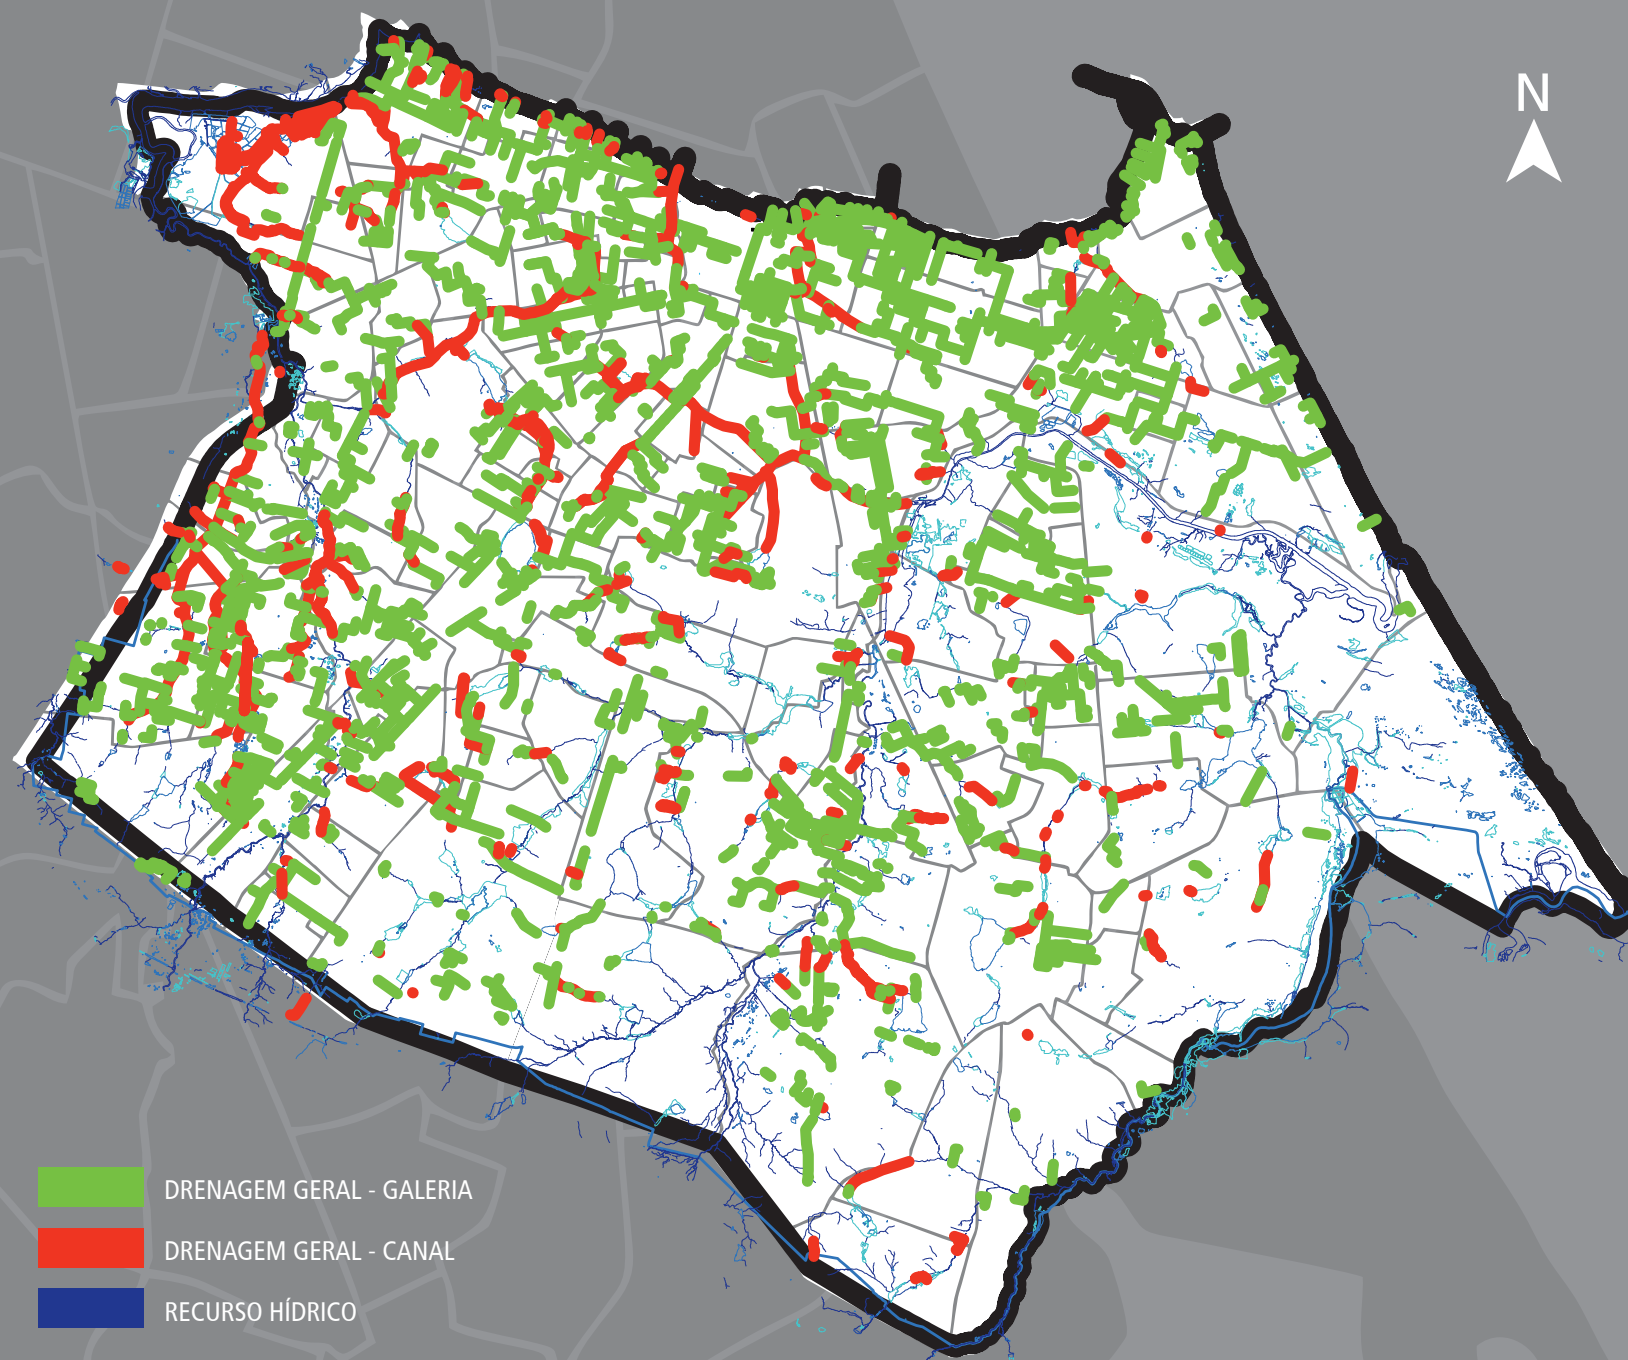 N
DRENAGEM GERAL - GALERIA
DRENAGEM GERAL - CANAL
RECURSO HÍDRICO